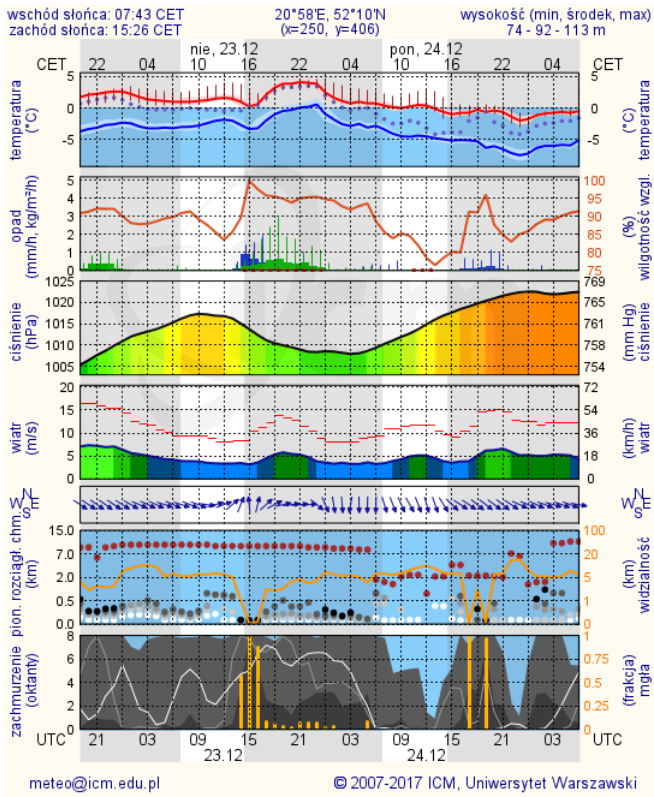 wschód słońca: 07:43 CET 20°58'E, 52°10'N wysokość (min, środek, max)
zachód słońca: 15:26 CET (x=250, y=406) 74 - 92 - 113 m
nie, 23.12 pon, 24.12
CET 22 04 10 16 22 04 10 16 22 04 CET
temperatura (°C)
5
0
-5
5
0
-5
temperatura (°C)
opad (mm/h, kg/m²/h)
5
4
3
2
1
0
100
95
90
85
80
75
(%) wilgotność wzgl.
ciśnienie (hPa)
1025
1020
1015
1010
1005
769
765
761
758
754
(mm Hg) ciśnienie
wiatr (m/s)
20
15
10
5
0
72
54
36
18
0
(km/h) wiatr
N
W E
S
N
W E
S
pion. rozciągł. chm. (km)
15.0
7.0
2.0
0.5
0.0
100
20
5
1
0
(km) widzialność
zachmurzenie (oktanty)
8
6
4
2
0
1
0.75
0.5
0.25
0
(frakcja) mgła
UTC 21 03 09 15 21 03 09 15 21 03 UTC
23.12 24.12
meteo@icm.edu.pl © 2007-2017 ICM, Uniwersytet Warszawski